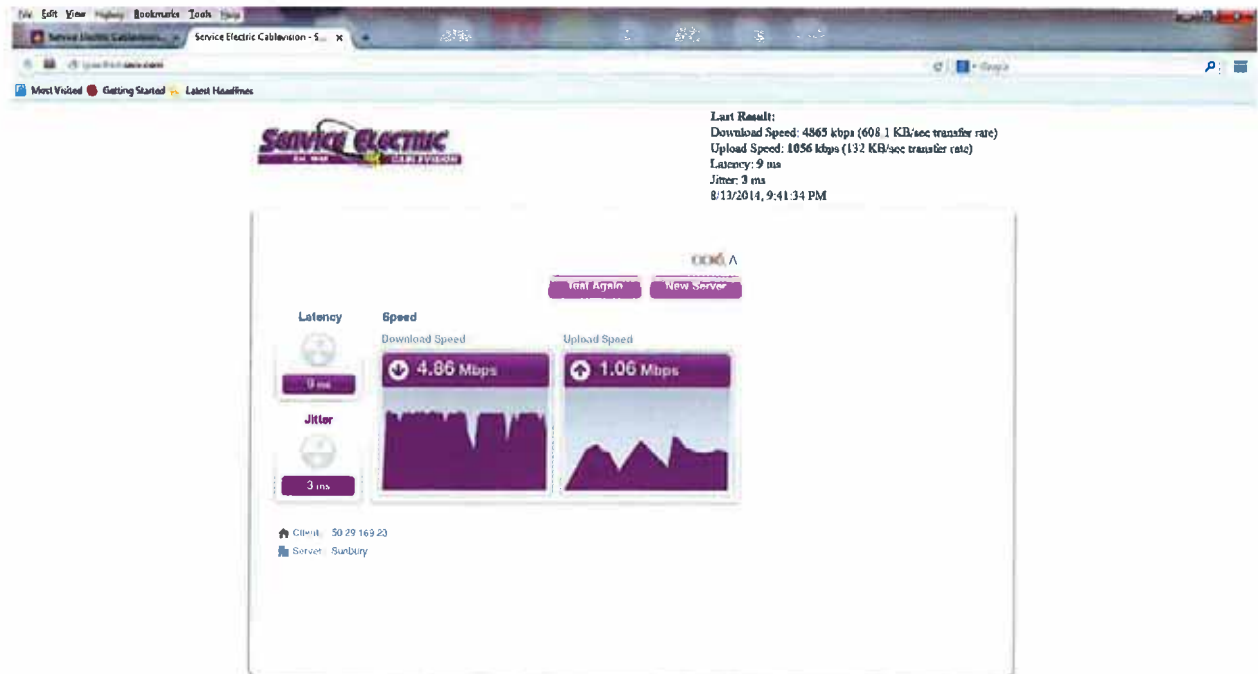 Edit View Bookmarks Tools
Service Electric Cablevision - S... x
Most Visited Getting Started Latest Headlines
SERVICE ELECTRIC
CABLEVISION
Last Result:
Download Speed: 4865 kbps (608.1 KB/sec transfer rate)
Upload Speed: 1056 kbps (132 KB/sec transfer rate)
Latency: 9 ms
Jitter: 3 ms
8/13/2014, 9:41:34 PM
Test Again New Server
Latency Speed
Download Speed Upload Speed
4.86 Mbps 1.06 Mbps
9 ms
Jitter
3 ms
Client: 50.29.169.23
Server: Sunbury